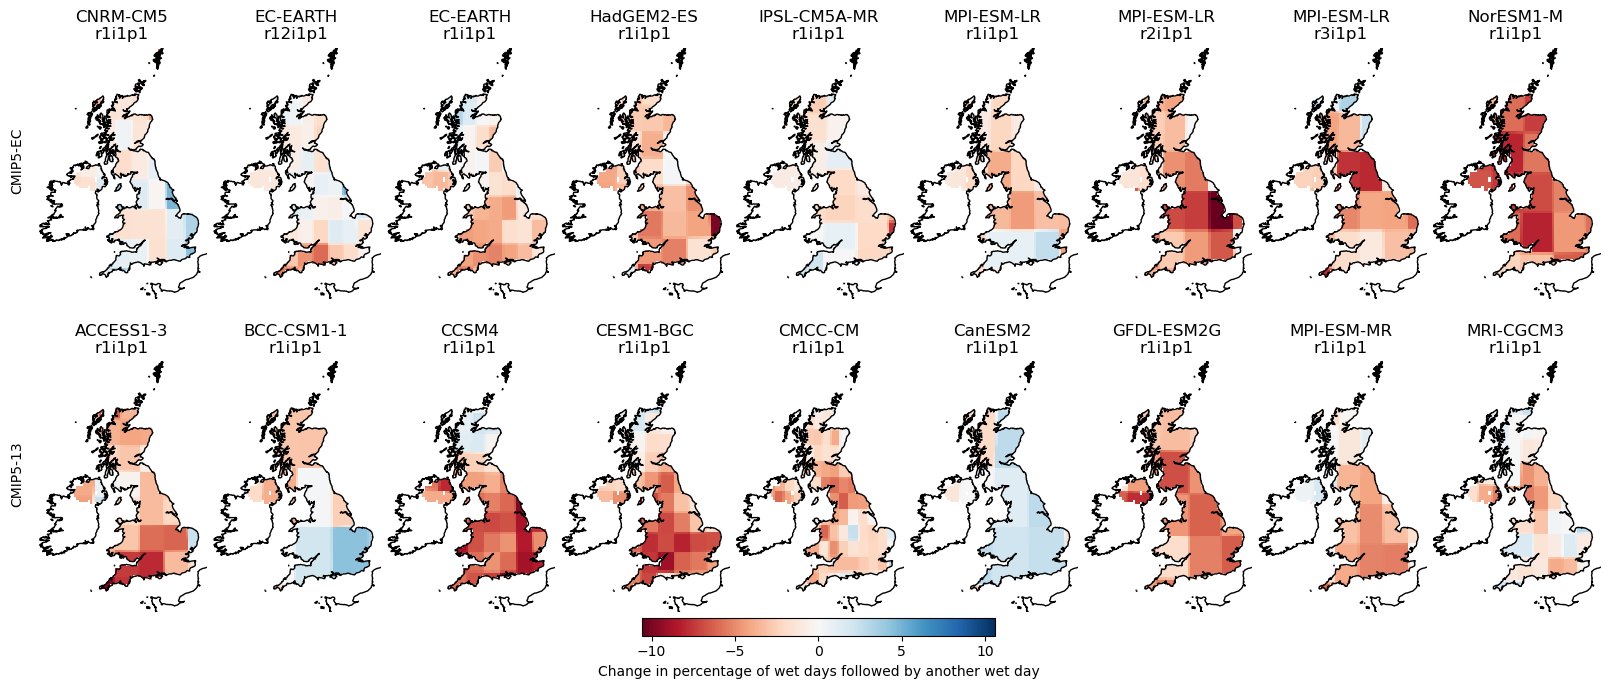 CNRM-CM5 EC-EARTH EC-EARTH HadGEM2-ES IPSL-CM5A-MR MPI-ESM-LR MPI-ESM-LR MPI-ESM-LR NorESM1-M
r1i1p1 r12i1p1 r1i1p1 r1i1p1 r1i1p1 r1i1p1 r2i1p1 r3i1p1 r1i1p1
CMIP5-EC
ACCESS1-3 BCC-CSM1-1 CCSM4 CESM1-BGC CMCC-CM CanESM2 GFDL-ESM2G MPI-ESM-MR MRI-CGCM3
r1i1p1 r1i1p1 r1i1p1 r1i1p1 r1i1p1 r1i1p1 r1i1p1 r1i1p1 r1i1p1
CMIP5-13
−10 −5 0 5 10
Change in percentage of wet days followed by another wet day